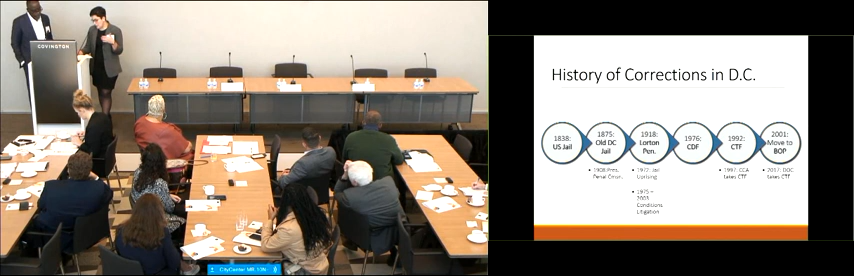 COVINGTON
CityCenter MR 10N
History of Corrections in D.C.
1838:
US Jail
1875:
Old DC
Jail
1918:
Lorton
Pen.
1976:
CDF
1992:
CTF
2001:
Move to
BOP
• 1908: Pres.
Penal Cmsn.
• 1972: Jail
Uprising
• 1975 –
2003:
Conditions
Litigation
• 1997: CCA
takes CTF
• 2017: DOC
takes CTF